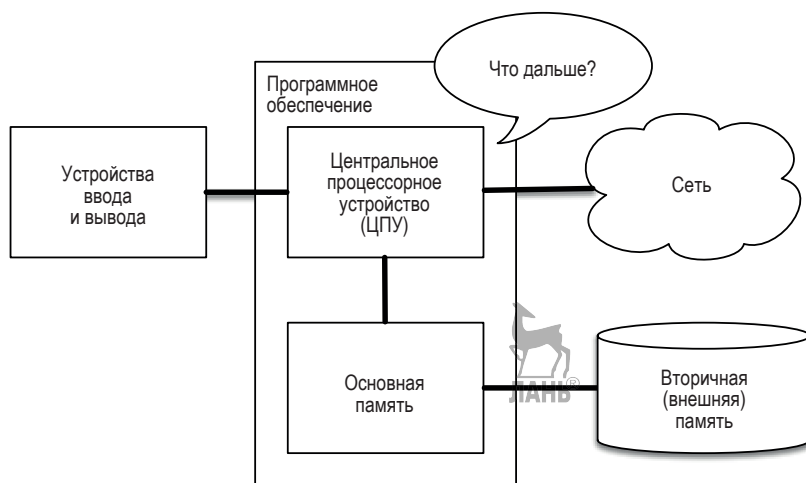 Что дальше?
Программное
обеспечение
Устройства
ввода
и вывода
Центральное
процессорное
устройство
(ЦПУ)
Сеть
Основная
память
ЛАНЬ®
Вторичная
(внешняя)
память